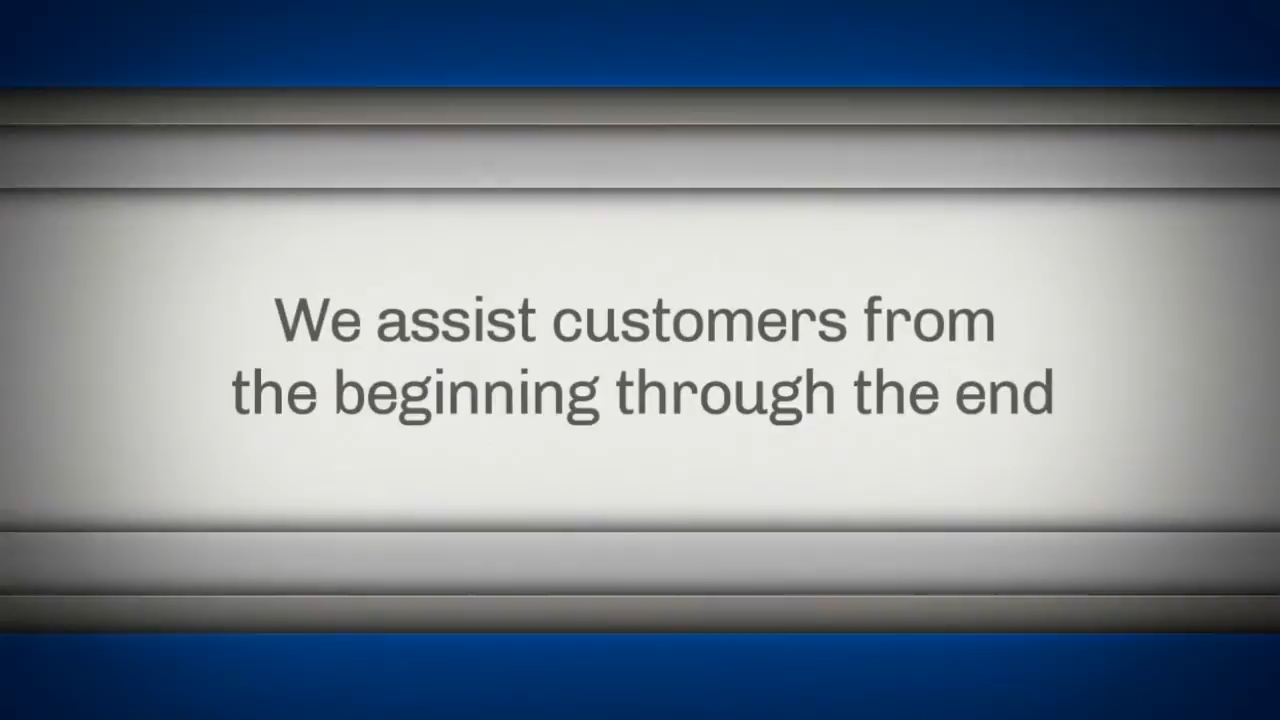 We assist customers from
the beginning through the end